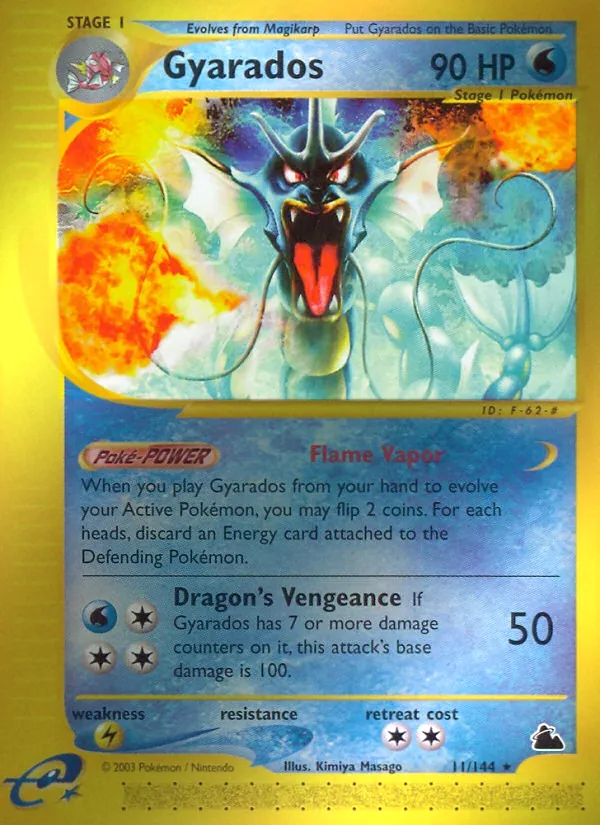 STAGE 1
Evolves from Magikarp Put Gyarados on the Basic Pokémon
Gyarados 90 HP
Stage 1 Pokémon
ID: F-62-#
Poké-POWER Flame Vapor
When you play Gyarados from your hand to evolve
your Active Pokémon, you may flip 2 coins. For each
heads, discard an Energy card attached to the
Defending Pokémon.
Dragon's Vengeance If
Gyarados has 7 or more damage
counters on it, this attack's base
damage is 100.
50
weakness resistance retreat cost
© 2003 Pokémon / Nintendo Illus. Kimiya Masago 11/144 ★
e